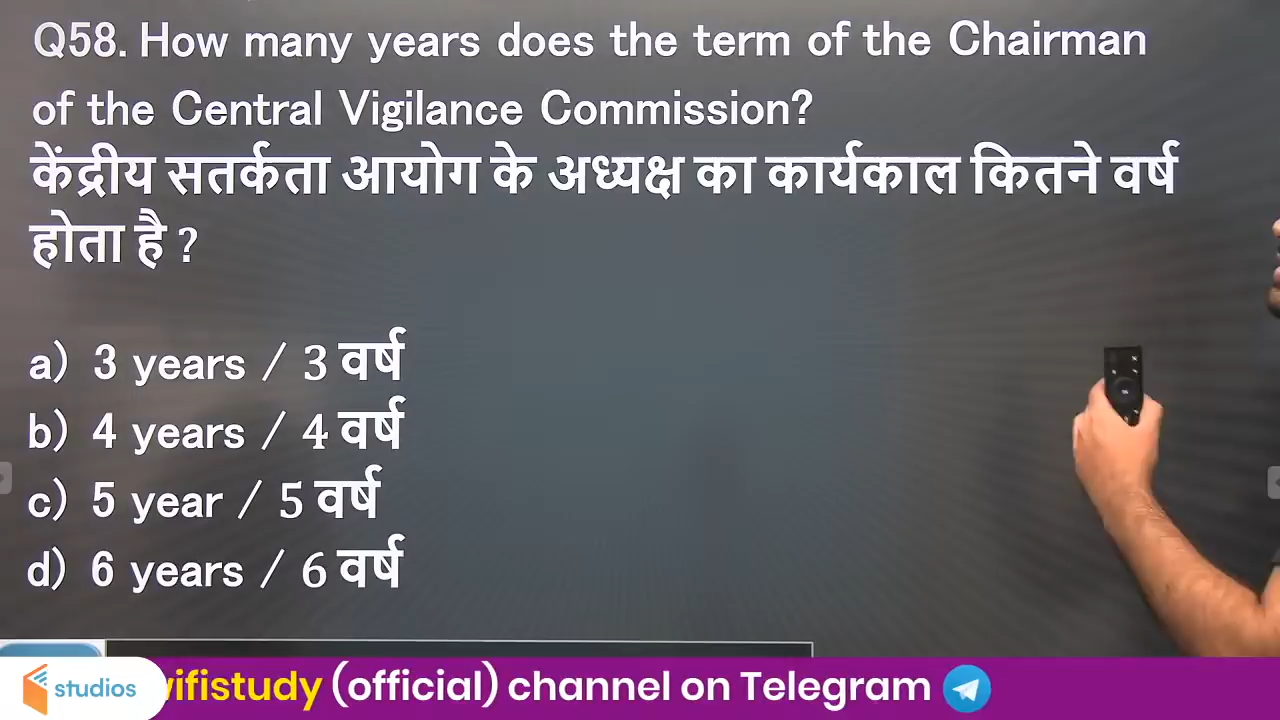 Q58. How many years does the term of the Chairman
of the Central Vigilance Commission?
केंद्रीय सतर्कता आयोग के अध्यक्ष का कार्यकाल कितने वर्ष
होता है ?
a) 3 years / 3 वर्ष
b) 4 years / 4 वर्ष
c) 5 year / 5 वर्ष
d) 6 years / 6 वर्ष
studios wifistudy (official) channel on Telegram